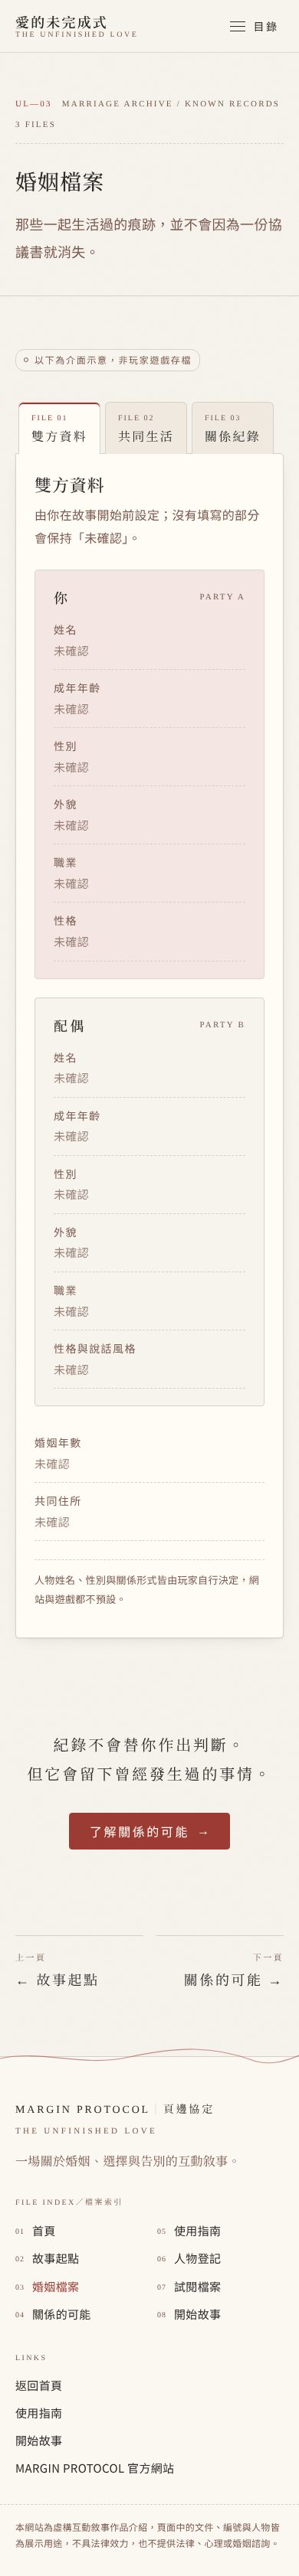 愛的未完成式
THE UNFINISHED LOVE
目錄
UL—03 MARRIAGE ARCHIVE / KNOWN RECORDS
3 FILES
婚姻檔案
那些一起生活過的痕跡，並不會因為一份協
議書就消失。
以下為介面示意，非玩家遊戲存檔
FILE 01
雙方資料
FILE 02
共同生活
FILE 03
關係紀錄
雙方資料
由你在故事開始前設定；沒有填寫的部分
會保持「未確認」。
你
PARTY A
姓名
未確認
成年年齡
未確認
性別
未確認
外貌
未確認
職業
未確認
性格
未確認
配偶
PARTY B
姓名
未確認
成年年齡
未確認
性別
未確認
外貌
未確認
職業
未確認
性格與說話風格
未確認
婚姻年數
未確認
共同住所
未確認
人物姓名、性別與關係形式皆由玩家自行決定，網
站與遊戲都不預設。
紀錄不會替你作出判斷。
但它會留下曾經發生過的事情。
了解關係的可能 →
上一頁
← 故事起點
下一頁
關係的可能 →
MARGIN PROTOCOL | 頁邊協定
THE UNFINISHED LOVE
一場關於婚姻、選擇與告別的互動敘事。
FILE INDEX／檔案索引
01 首頁
02 故事起點
03 婚姻檔案
04 關係的可能
05 使用指南
06 人物登記
07 試閱檔案
08 開始故事
LINKS
返回首頁
使用指南
開始故事
MARGIN PROTOCOL 官方網站
本網站為虛構互動敘事作品介紹，頁面中的文件、編號與人物皆
為展示用途，不具法律效力，也不提供法律、心理或婚姻諮詢。